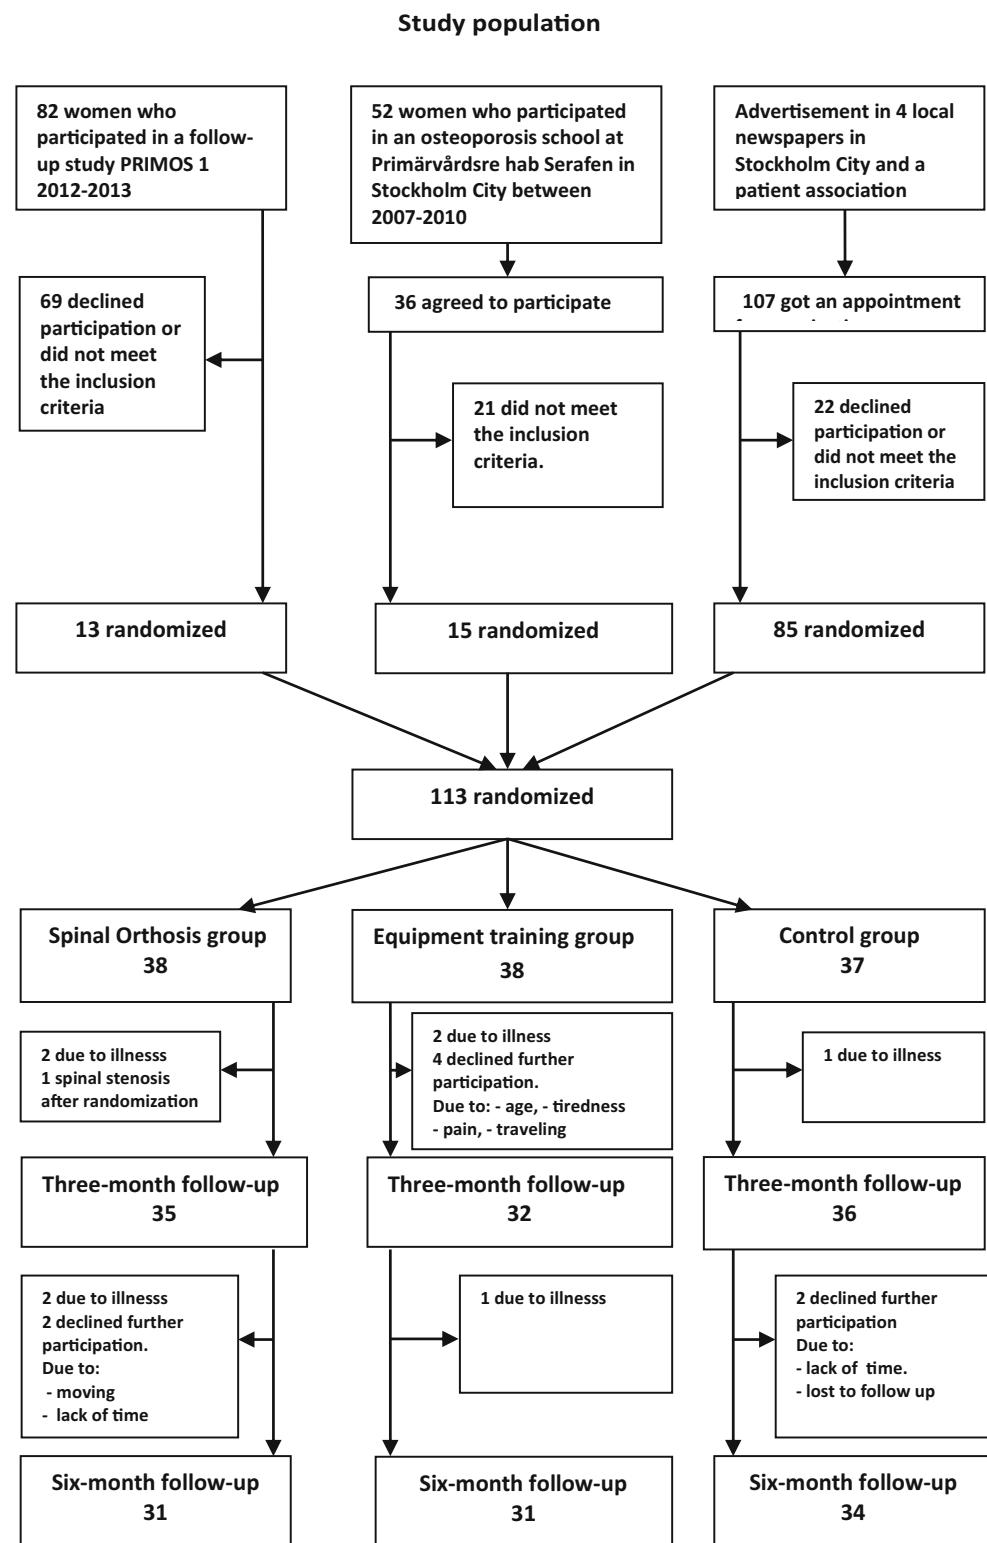 Study population
82 women who
participated in a follow-
up study PRIMOS 1
2012-2013
52 women who participated
in an osteoporosis school at
Primärvårdsre hab Serafen in
Stockholm City between
2007-2010
Advertisement in 4 local
newspapers in
Stockholm City and a
patient association
69 declined
participation or
did not meet
the inclusion
criteria
36 agreed to participate
107 got an appointment
21 did not meet
the inclusion
criteria.
22 declined
participation or
did not meet the
inclusion criteria
13 randomized
15 randomized
85 randomized
113 randomized
Spinal Orthosis group
38
Equipment training group
38
Control group
37
2 due to illnesss
1 spinal stenosis
after randomization
2 due to illness
4 declined further
participation.
Due to: - age, - tiredness
- pain, - traveling
1 due to illness
Three-month follow-up
35
Three-month follow-up
32
Three-month follow-up
36
2 due to illnesss
2 declined further
participation.
Due to:
- moving
- lack of time
1 due to illnesss
2 declined further
participation
Due to:
- lack of time.
- lost to follow up
Six-month follow-up
31
Six-month follow-up
31
Six-month follow-up
34